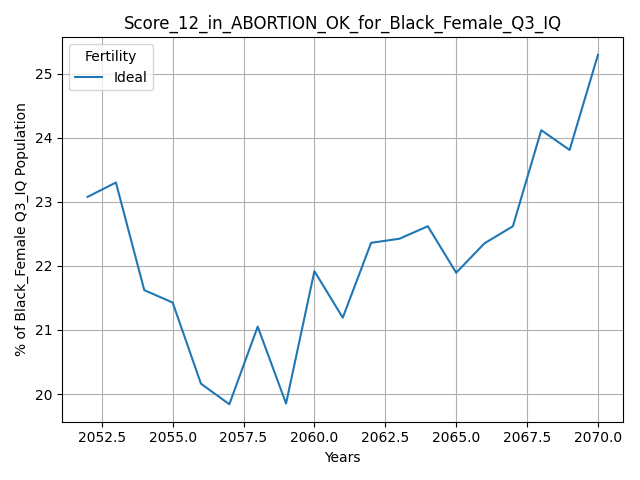 Score_12_in_ABORTION_OK_for_Black_Female_Q3_IQ
Fertility
Ideal
% of Black_Female Q3_IQ Population
25
24
23
22
21
20
2052.5 2055.0 2057.5 2060.0 2062.5 2065.0 2067.5 2070.0
Years